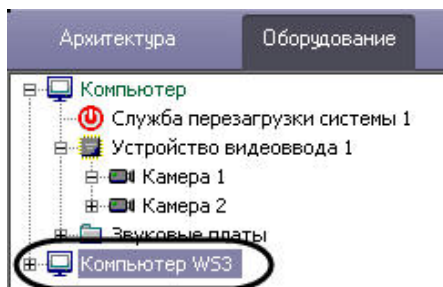 Архитектура Оборудование
Компьютер
Служба перезагрузки системы 1
Устройство видеоввода 1
Камера 1
Камера 2
Звуковые платы
Компьютер WS3